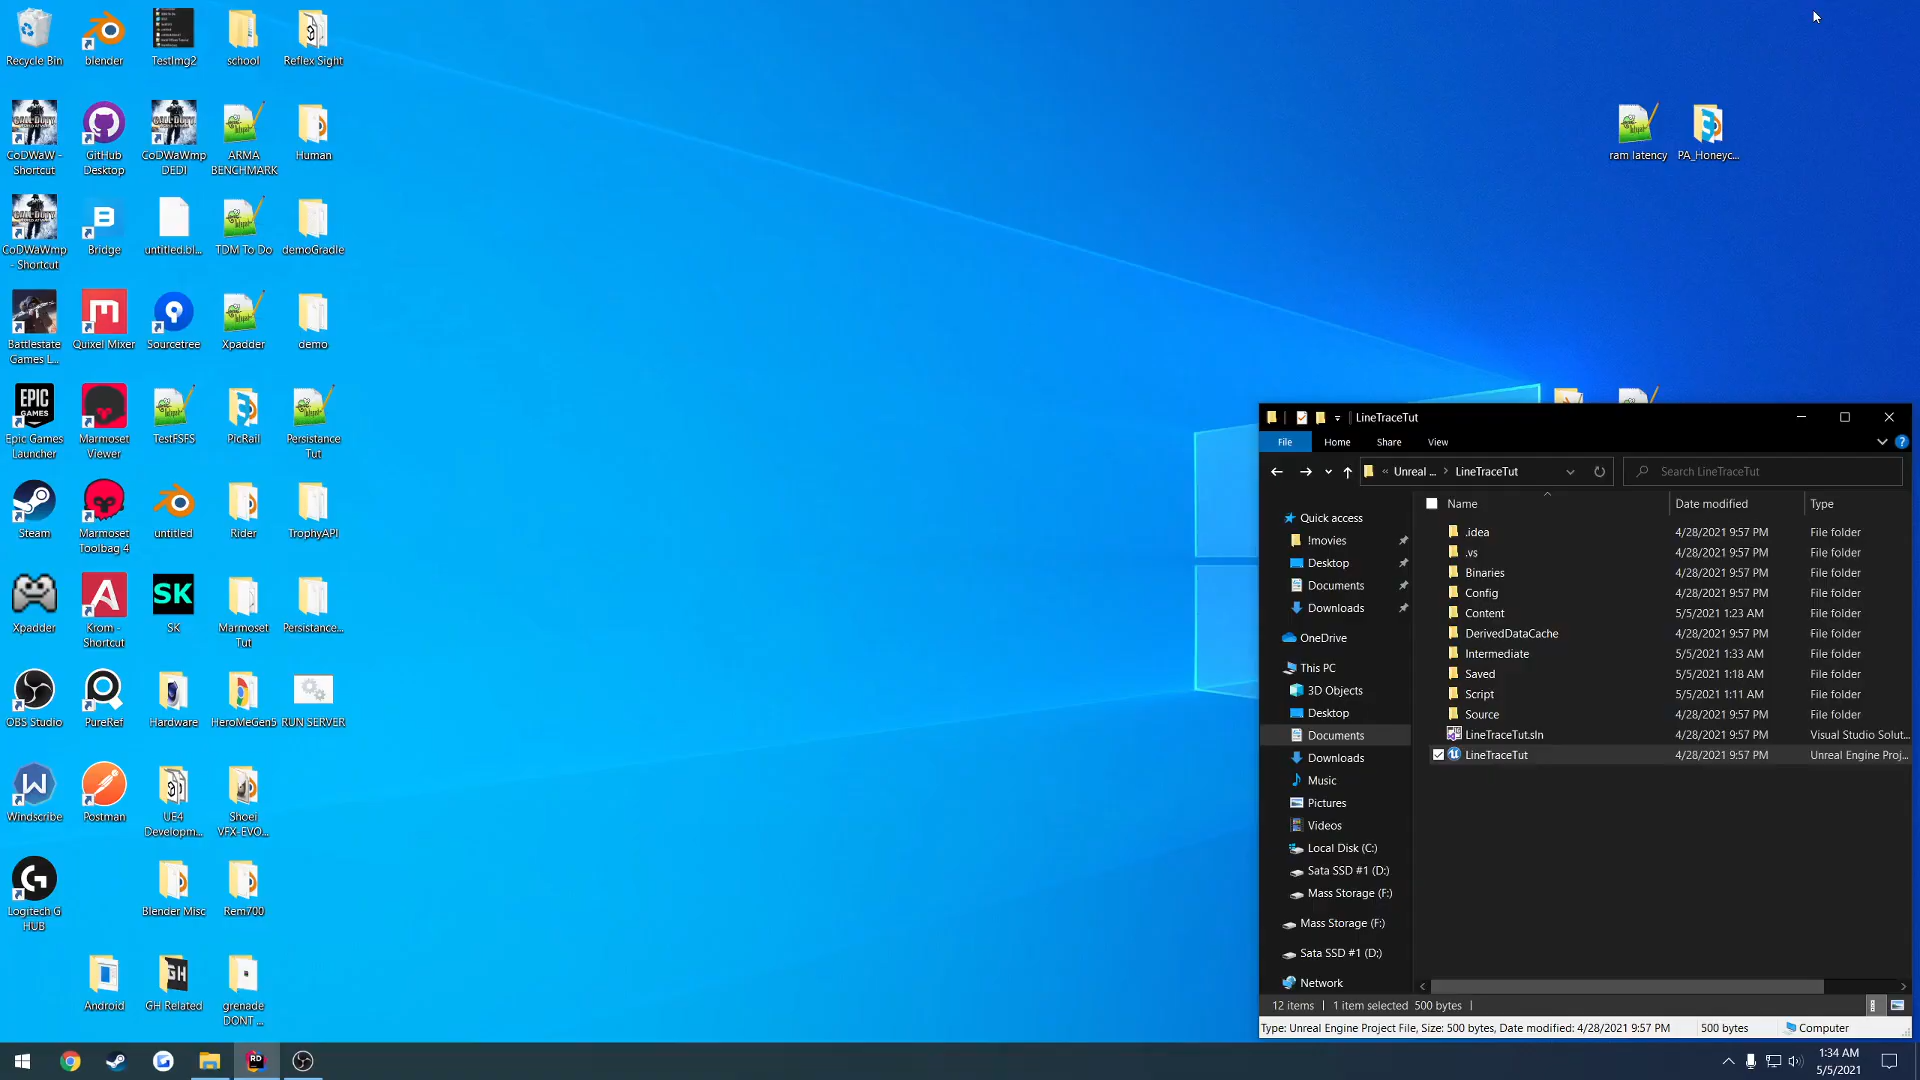 Recycle Bin
blender
TestImg2
school
Reflex Sight
CoDWaW - Shortcut
GitHub Desktop
CoDWaWmp DEDI
ARMA BENCHMARK
Human
ram latency
PA_Honeyc...
CoDWaWmp - Shortcut
Bridge
untitled.bl...
TDM To Do
demoGradle
Battlestate Games L...
Quixel Mixer
Sourcetree
Xpadder
demo
Epic Games Launcher
Marmoset Viewer
TestFSFS
PicRail
Persistance Tut
Steam
Marmoset Toolbag 4
untitled
Rider
TrophyAPI
Xpadder
Krom - Shortcut
SK
Marmoset Tut
Persistance...
OBS Studio
PureRef
Hardware
HeroMeGen5
RUN SERVER
Windscribe
Postman
UE4 Developm...
Shoei VFX-EVO...
Logitech G HUB
Blender Misc
Rem700
Android
GH Related
grenade DONT ...
LineTraceTut
File Home Share View
« Unreal ... › LineTraceTut
Search LineTraceTut
Name Date modified Type
Quick access
!movies
Desktop
Documents
Downloads
OneDrive
This PC
3D Objects
Desktop
Documents
Downloads
Music
Pictures
Videos
Local Disk (C:)
Sata SSD #1 (D:)
Mass Storage (F:)
Mass Storage (F:)
Sata SSD #1 (D:)
Network
.idea 4/28/2021 9:57 PM File folder
.vs 4/28/2021 9:57 PM File folder
Binaries 4/28/2021 9:57 PM File folder
Config 4/28/2021 9:57 PM File folder
Content 5/5/2021 1:23 AM File folder
DerivedDataCache 4/28/2021 9:57 PM File folder
Intermediate 5/5/2021 1:33 AM File folder
Saved 5/5/2021 1:18 AM File folder
Script 5/5/2021 1:11 AM File folder
Source 4/28/2021 9:57 PM File folder
LineTraceTut.sln 4/28/2021 9:57 PM Visual Studio Solut...
LineTraceTut 4/28/2021 9:57 PM Unreal Engine Proj...
12 items 1 item selected 500 bytes
Type: Unreal Engine Project File, Size: 500 bytes, Date modified: 4/28/2021 9:57 PM 500 bytes Computer
1:34 AM
5/5/2021